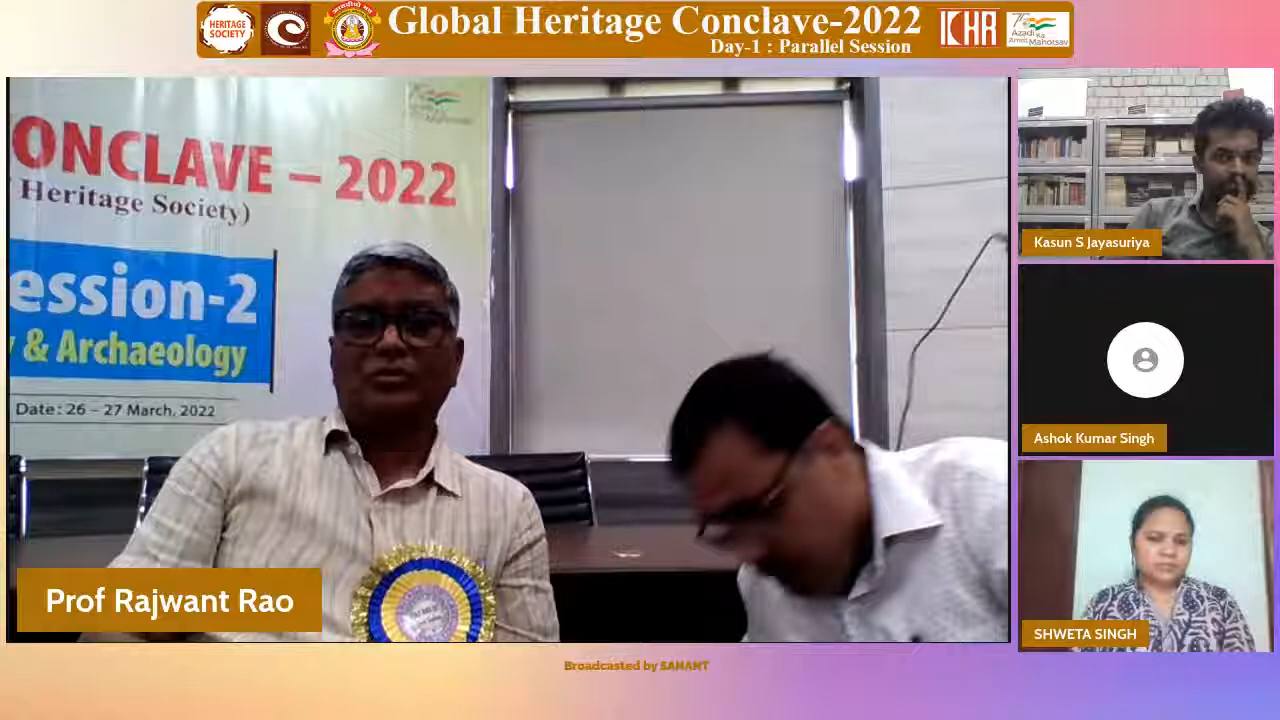 HERITAGE
SOCIETY
Global Heritage Conclave-2022
Day-1 : Parallel Session
ICHR
Azadi Ka
Amrit Mahotsav
ONCLAVE – 2022
Heritage Society)
ession-2
& Archaeology
Date: 26 – 27 March, 2022
Prof Rajwant Rao
Kasun S Jayasuriya
Ashok Kumar Singh
SHWETA SINGH
Broadcasted by SANANT